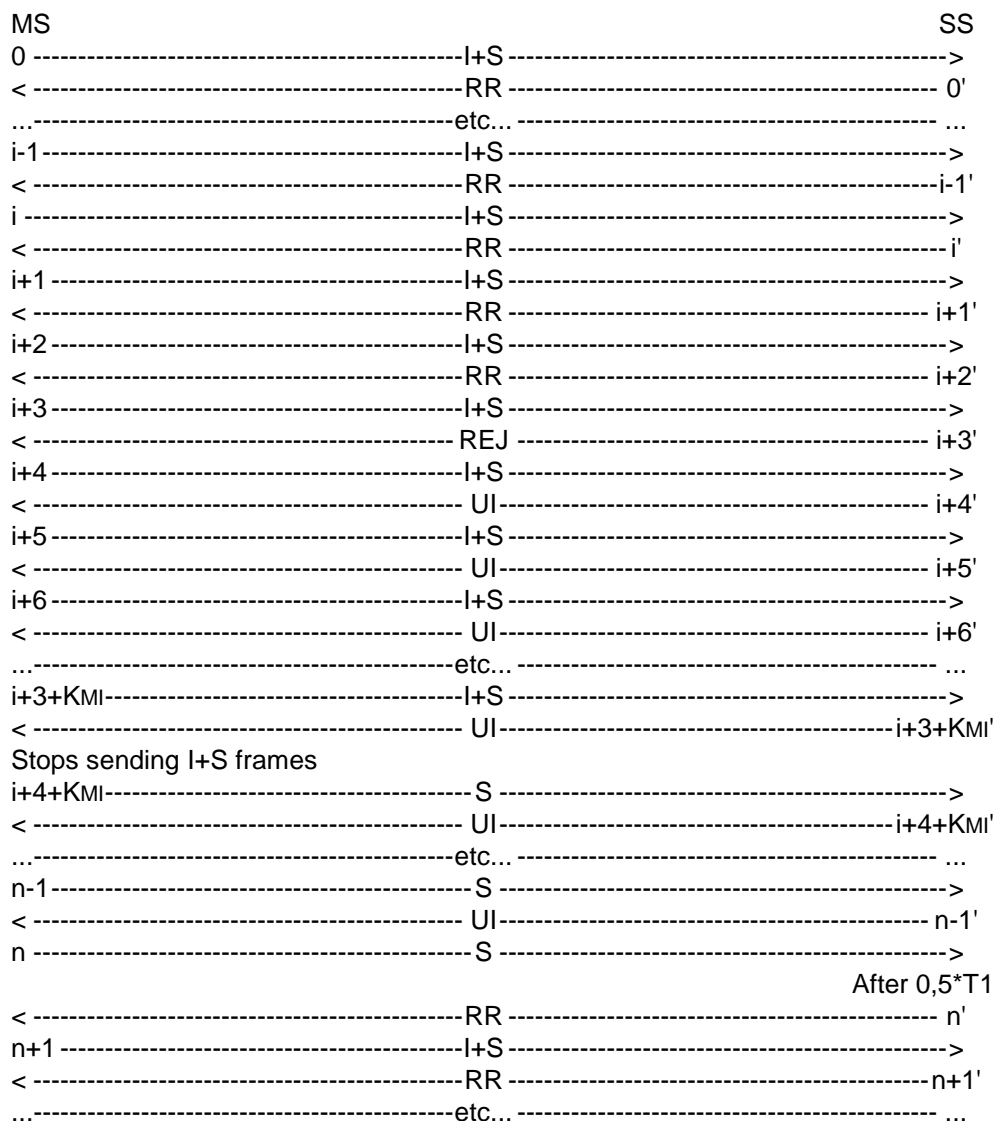 MS SS
0 ------------------------------------------------I+S ------------------------------------------------>
< ------------------------------------------------RR ----------------------------------------------- 0'
...-----------------------------------------------etc... ----------------------------------------------- ...
i-1-----------------------------------------------I+S ------------------------------------------------>
< ------------------------------------------------RR -----------------------------------------------i-1'
i -------------------------------------------------I+S ------------------------------------------------>
< ------------------------------------------------RR ------------------------------------------------ i'
i+1 ----------------------------------------------I+S ------------------------------------------------>
< ------------------------------------------------RR ----------------------------------------------- i+1'
i+2 ----------------------------------------------I+S ------------------------------------------------>
< ------------------------------------------------RR ----------------------------------------------- i+2'
i+3 ----------------------------------------------I+S ------------------------------------------------>
< ----------------------------------------------- REJ ---------------------------------------------- i+3'
i+4 ----------------------------------------------I+S ------------------------------------------------>
< ------------------------------------------------ UI----------------------------------------------- i+4'
i+5 ----------------------------------------------I+S ------------------------------------------------>
< ------------------------------------------------ UI----------------------------------------------- i+5'
i+6 ----------------------------------------------I+S ------------------------------------------------>
< ------------------------------------------------ UI----------------------------------------------- i+6'
...-----------------------------------------------etc... ----------------------------------------------- ...
i+3+KMI----------------------------------------I+S ------------------------------------------------>
< ------------------------------------------------ UI--------------------------------------------i+3+KMI'
Stops sending I+S frames
i+4+KMI----------------------------------------- S -------------------------------------------------->
< ------------------------------------------------ UI--------------------------------------------i+4+KMI'
...-----------------------------------------------etc... ----------------------------------------------- ...
n-1----------------------------------------------- S -------------------------------------------------->
< ------------------------------------------------ UI----------------------------------------------- n-1'
n ------------------------------------------------- S -------------------------------------------------->
After 0,5*T1
< ------------------------------------------------RR ------------------------------------------------ n'
n+1 ---------------------------------------------I+S ------------------------------------------------>
< ------------------------------------------------RR -----------------------------------------------n+1'
...-----------------------------------------------etc... ----------------------------------------------- ...